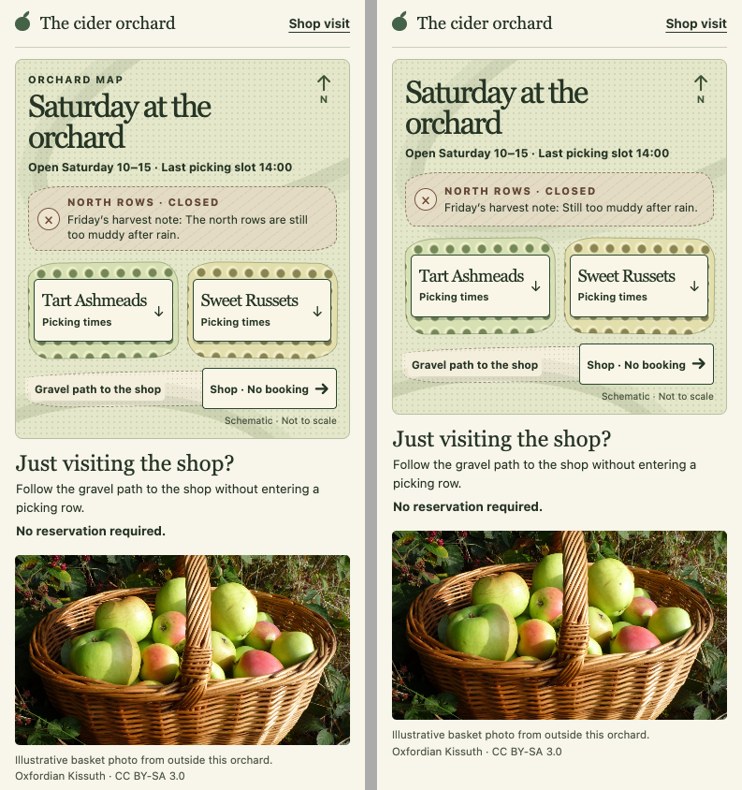 The cider orchard
Shop visit
ORCHARD MAP
Saturday at the
orchard
N
Open Saturday 10–15 · Last picking slot 14:00
NORTH ROWS · CLOSED
Friday's harvest note: The north rows are still
too muddy after rain.
Tart Ashmeads
Picking times
↓
Sweet Russets
Picking times
↓
Gravel path to the shop
Shop · No booking →
Schematic · Not to scale
Just visiting the shop?
Follow the gravel path to the shop without entering a
picking row.
No reservation required.
Illustrative basket photo from outside this orchard.
Oxfordian Kissuth · CC BY-SA 3.0
The cider orchard
Shop visit
Saturday at the
orchard
N
Open Saturday 10–15 · Last picking slot 14:00
NORTH ROWS · CLOSED
Friday's harvest note: Still too muddy after rain.
Tart Ashmeads
Picking times
↓
Sweet Russets
Picking times
↓
Gravel path to the shop
Shop · No booking →
Schematic · Not to scale
Just visiting the shop?
Follow the gravel path to the shop without entering a
picking row.
No reservation required.
Illustrative basket photo from outside this orchard.
Oxfordian Kissuth · CC BY-SA 3.0